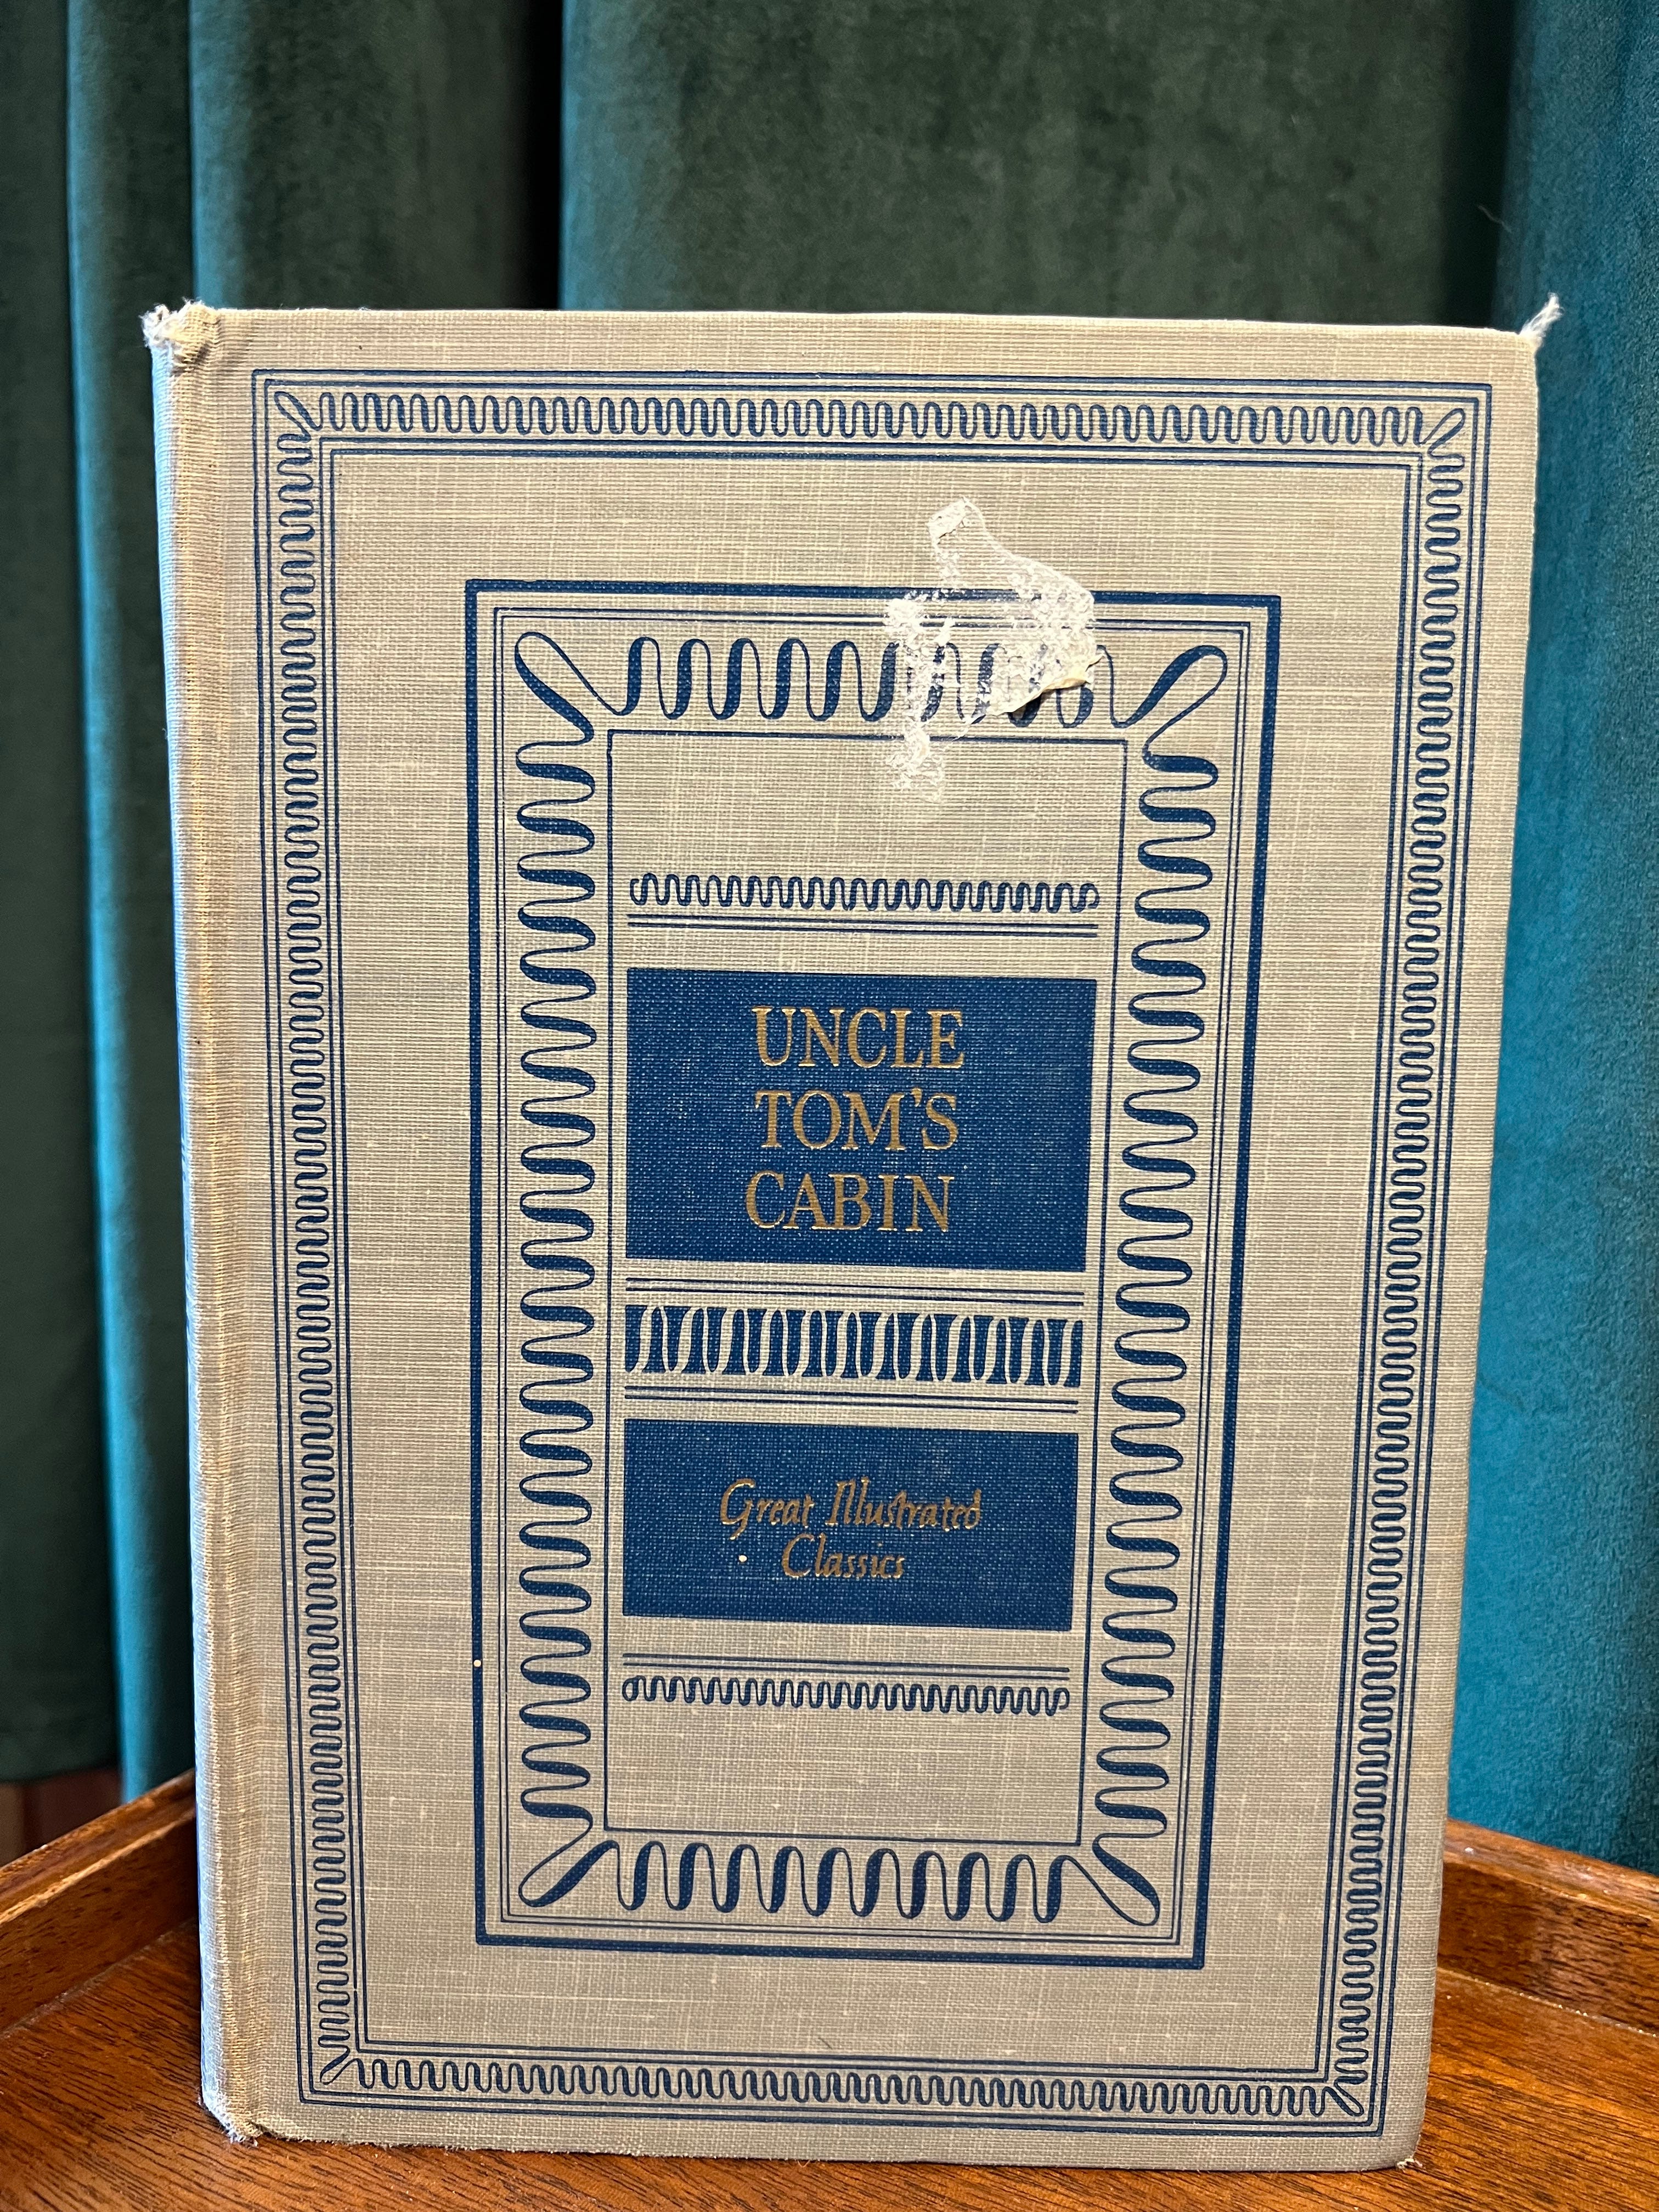 UNCLE
TOM'S
CABIN
Great Illustrated
Classics